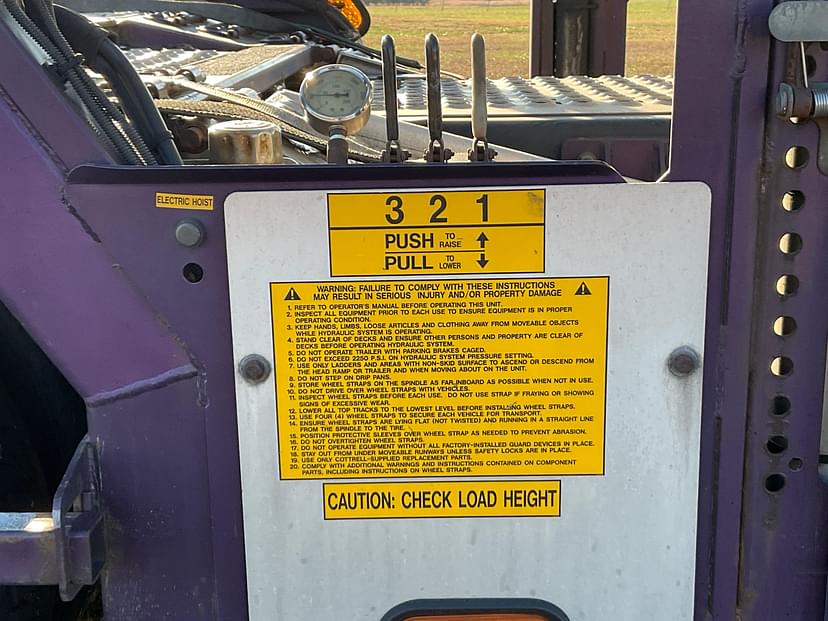 ELECTRIC HOIST
3 2 1
PUSH TO RAISE ↑
PULL TO LOWER ↓
WARNING: FAILURE TO COMPLY WITH THESE INSTRUCTIONS
MAY RESULT IN SERIOUS INJURY AND/OR PROPERTY DAMAGE
1. REFER TO OPERATOR'S MANUAL BEFORE OPERATING THIS UNIT.
2. INSPECT ALL EQUIPMENT PRIOR TO EACH USE TO ENSURE EQUIPMENT IS IN PROPER
OPERATING CONDITION.
3. KEEP HANDS, LIMBS, LOOSE ARTICLES AND CLOTHING AWAY FROM MOVEABLE OBJECTS
WHILE HYDRAULIC SYSTEM IS OPERATING.
4. STAND CLEAR OF DECKS AND ENSURE OTHER PERSONS AND PROPERTY ARE CLEAR OF
DECKS BEFORE OPERATING HYDRAULIC SYSTEM.
5. DO NOT OPERATE TRAILER WITH PARKING BRAKES CAGED.
6. DO NOT EXCEED 2250 P.S.I. ON HYDRAULIC SYSTEM PRESSURE SETTING.
7. USE ONLY LADDERS AND AREAS WITH NON-SKID SURFACE TO ASCEND OR DESCEND FROM
THE HEAD RAMP OR TRAILER AND WHEN MOVING ABOUT ON THE UNIT.
8. DO NOT STEP ON DRIP PANS.
9. STORE WHEEL STRAPS ON THE SPINDLE AS FAR INBOARD AS POSSIBLE WHEN NOT IN USE.
10. DO NOT DRIVE OVER WHEEL STRAPS WITH VEHICLES.
11. INSPECT WHEEL STRAPS BEFORE EACH USE. DO NOT USE STRAP IF FRAYING OR SHOWING
SIGNS OF EXCESSIVE WEAR.
12. LOWER ALL TOP TRACKS TO THE LOWEST LEVEL BEFORE INSTALLING WHEEL STRAPS.
13. USE FOUR (4) WHEEL STRAPS TO SECURE EACH VEHICLE FOR TRANSPORT.
14. ENSURE WHEEL STRAPS ARE LYING FLAT (NOT TWISTED) AND RUNNING IN A STRAIGHT LINE
FROM THE SPINDLE TO THE TIRE.
15. POSITION PROTECTIVE SLEEVES OVER WHEEL STRAP AS NEEDED TO PREVENT ABRASION.
16. DO NOT OVERTIGHTEN WHEEL STRAPS.
17. DO NOT OPERATE EQUIPMENT WITHOUT ALL FACTORY-INSTALLED GUARD DEVICES IN PLACE.
18. STAY OUT FROM UNDER MOVEABLE RUNWAYS UNLESS SAFETY LOCKS ARE IN PLACE.
19. USE ONLY COTTRELL-SUPPLIED REPLACEMENT PARTS.
20. COMPLY WITH ADDITIONAL WARNINGS AND INSTRUCTIONS CONTAINED ON COMPONENT
PARTS, INCLUDING INSTRUCTIONS ON WHEEL STRAPS.
CAUTION: CHECK LOAD HEIGHT